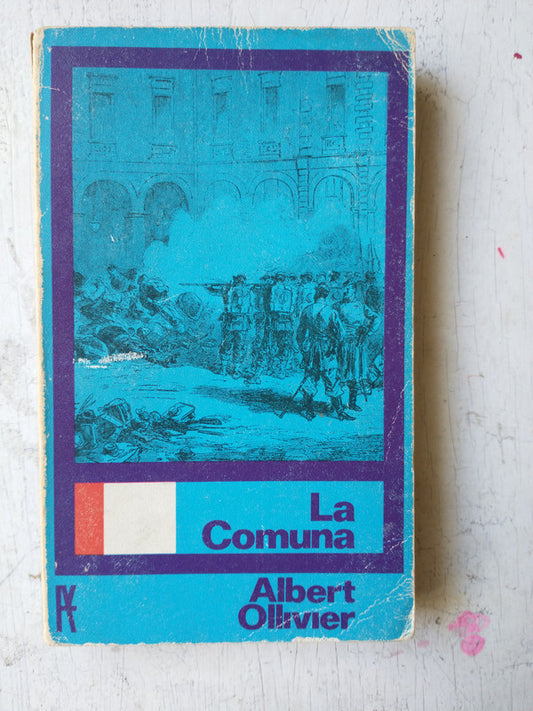 La
Comuna
Albert
Ollivier